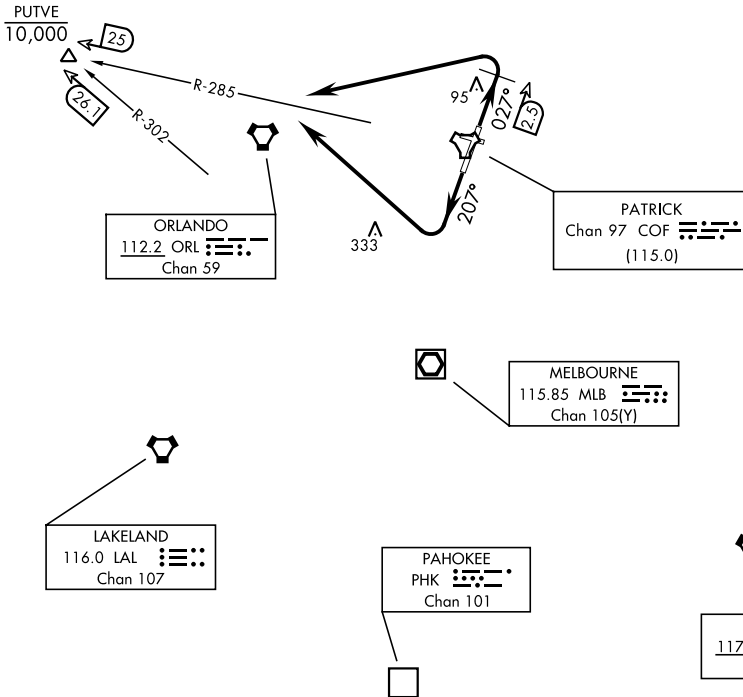 PUTVE
10,000
25
R-285
26.1
R-302
95
027°
2.5
207°
333
ORLANDO
112.2 ORL
Chan 59
PATRICK
Chan 97 COF
(115.0)
MELBOURNE
115.85 MLB
Chan 105(Y)
LAKELAND
116.0 LAL
Chan 107
PAHOKEE
PHK
Chan 101
117